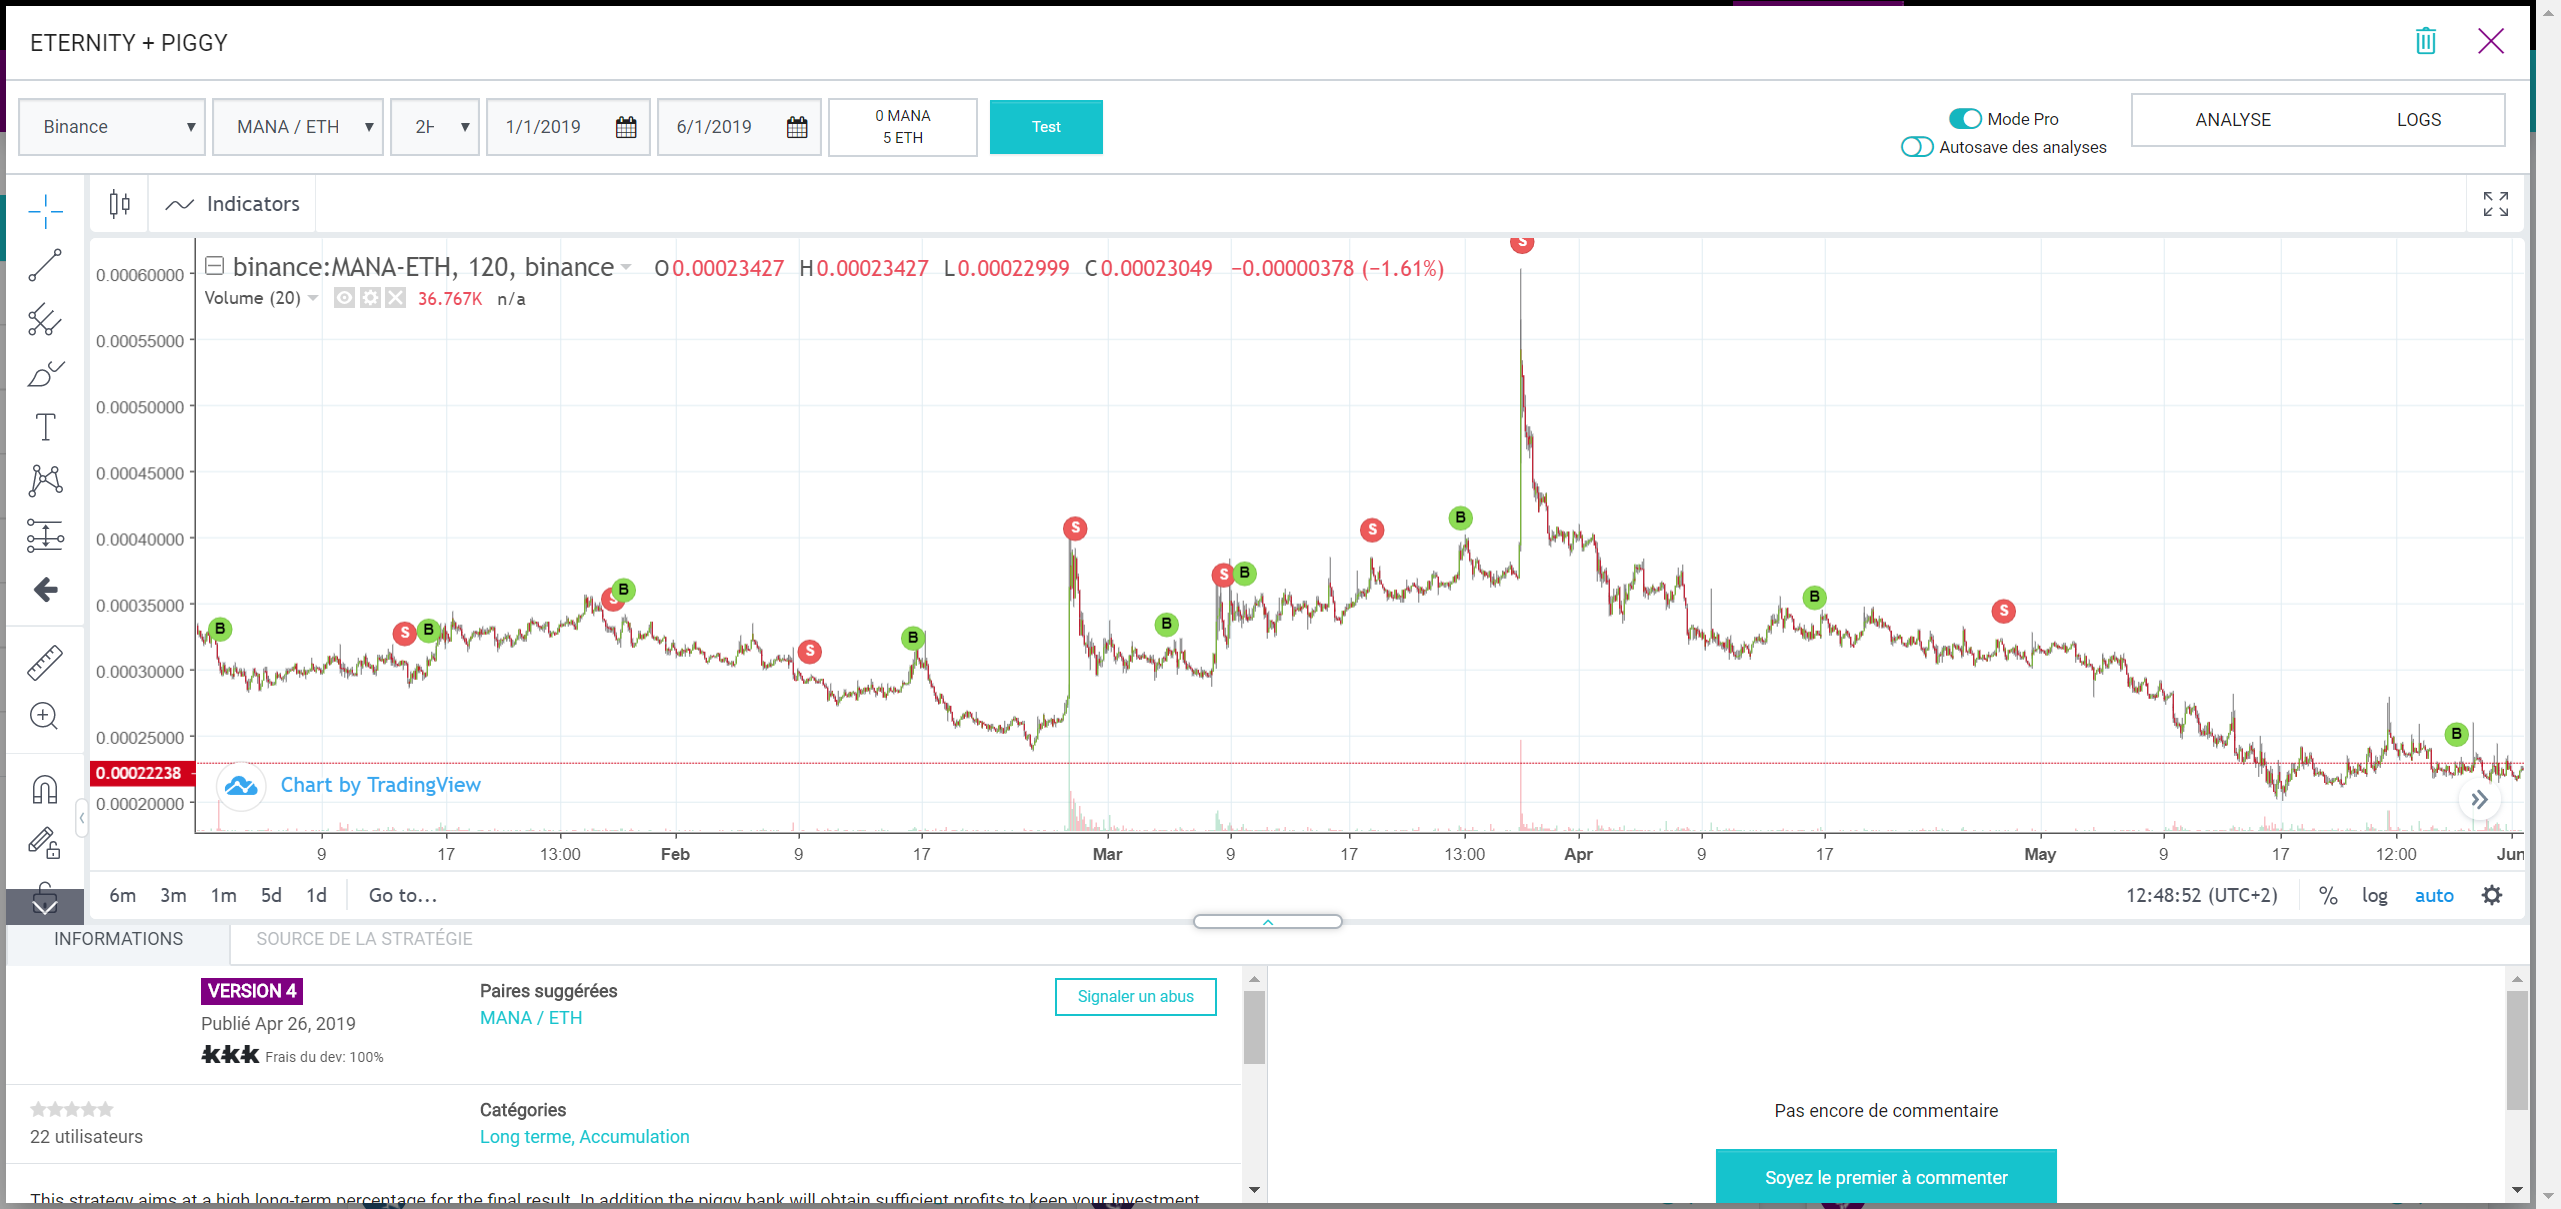 ETERNITY + PIGGY
Binance ▼
MANA / ETH ▼
2H ▼
1/1/2019
6/1/2019
0 MANA
5 ETH
Test
Mode Pro
Autosave des analyses
ANALYSE
LOGS
Indicators
binance:MANA-ETH, 120, binance O0.00023427 H0.00023427 L0.00022999 C0.00023049 −0.00000378 (−1.61%)
Volume (20) 36.767K n/a
0.00060000
0.00055000
0.00050000
0.00045000
0.00040000
0.00035000
0.00030000
0.00025000
0.00022238
0.00020000
B
S
B
S
B
S
B
S
B
S
B
S
B
S
B
S
B
Chart by TradingView
9 17 13:00 Feb 9 17 Mar 9 17 13:00 Apr 9 17 May 9 17 12:00 Jun
6m 3m 1m 5d 1d Go to...
12:48:52 (UTC+2) % log auto
INFORMATIONS
SOURCE DE LA STRATÉGIE
VERSION 4
Publié Apr 26, 2019
Frais du dev: 100%
Paires suggérées
MANA / ETH
Signaler un abus
22 utilisateurs
Catégories
Long terme, Accumulation
This strategy aims at a high long-term percentage for the final result. In addition the piggy bank will obtain sufficient profits to keep your investment
Pas encore de commentaire
Soyez le premier à commenter